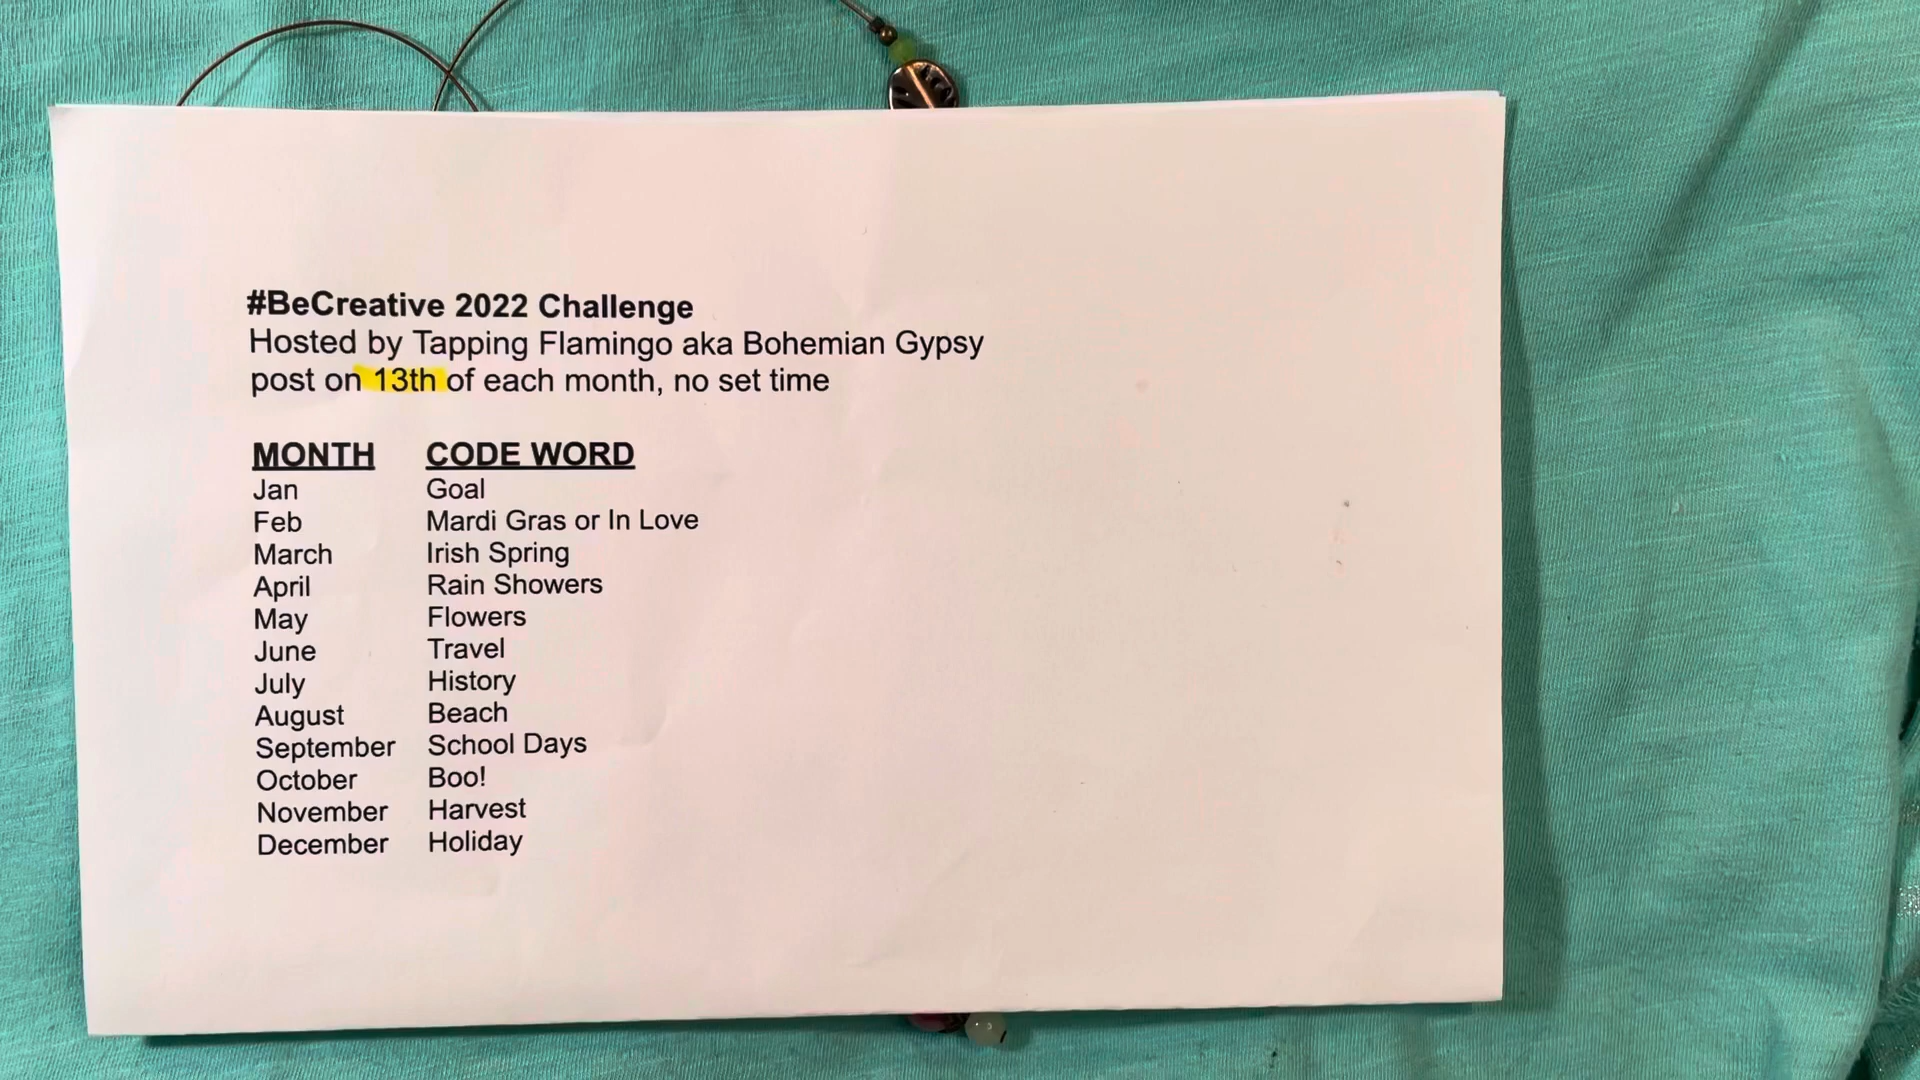 #BeCreative 2022 Challenge
Hosted by Tapping Flamingo aka Bohemian Gypsy
post on 13th of each month, no set time
MONTH CODE WORD
Jan Goal
Feb Mardi Gras or In Love
March Irish Spring
April Rain Showers
May Flowers
June Travel
July History
August Beach
September School Days
October Boo!
November Harvest
December Holiday